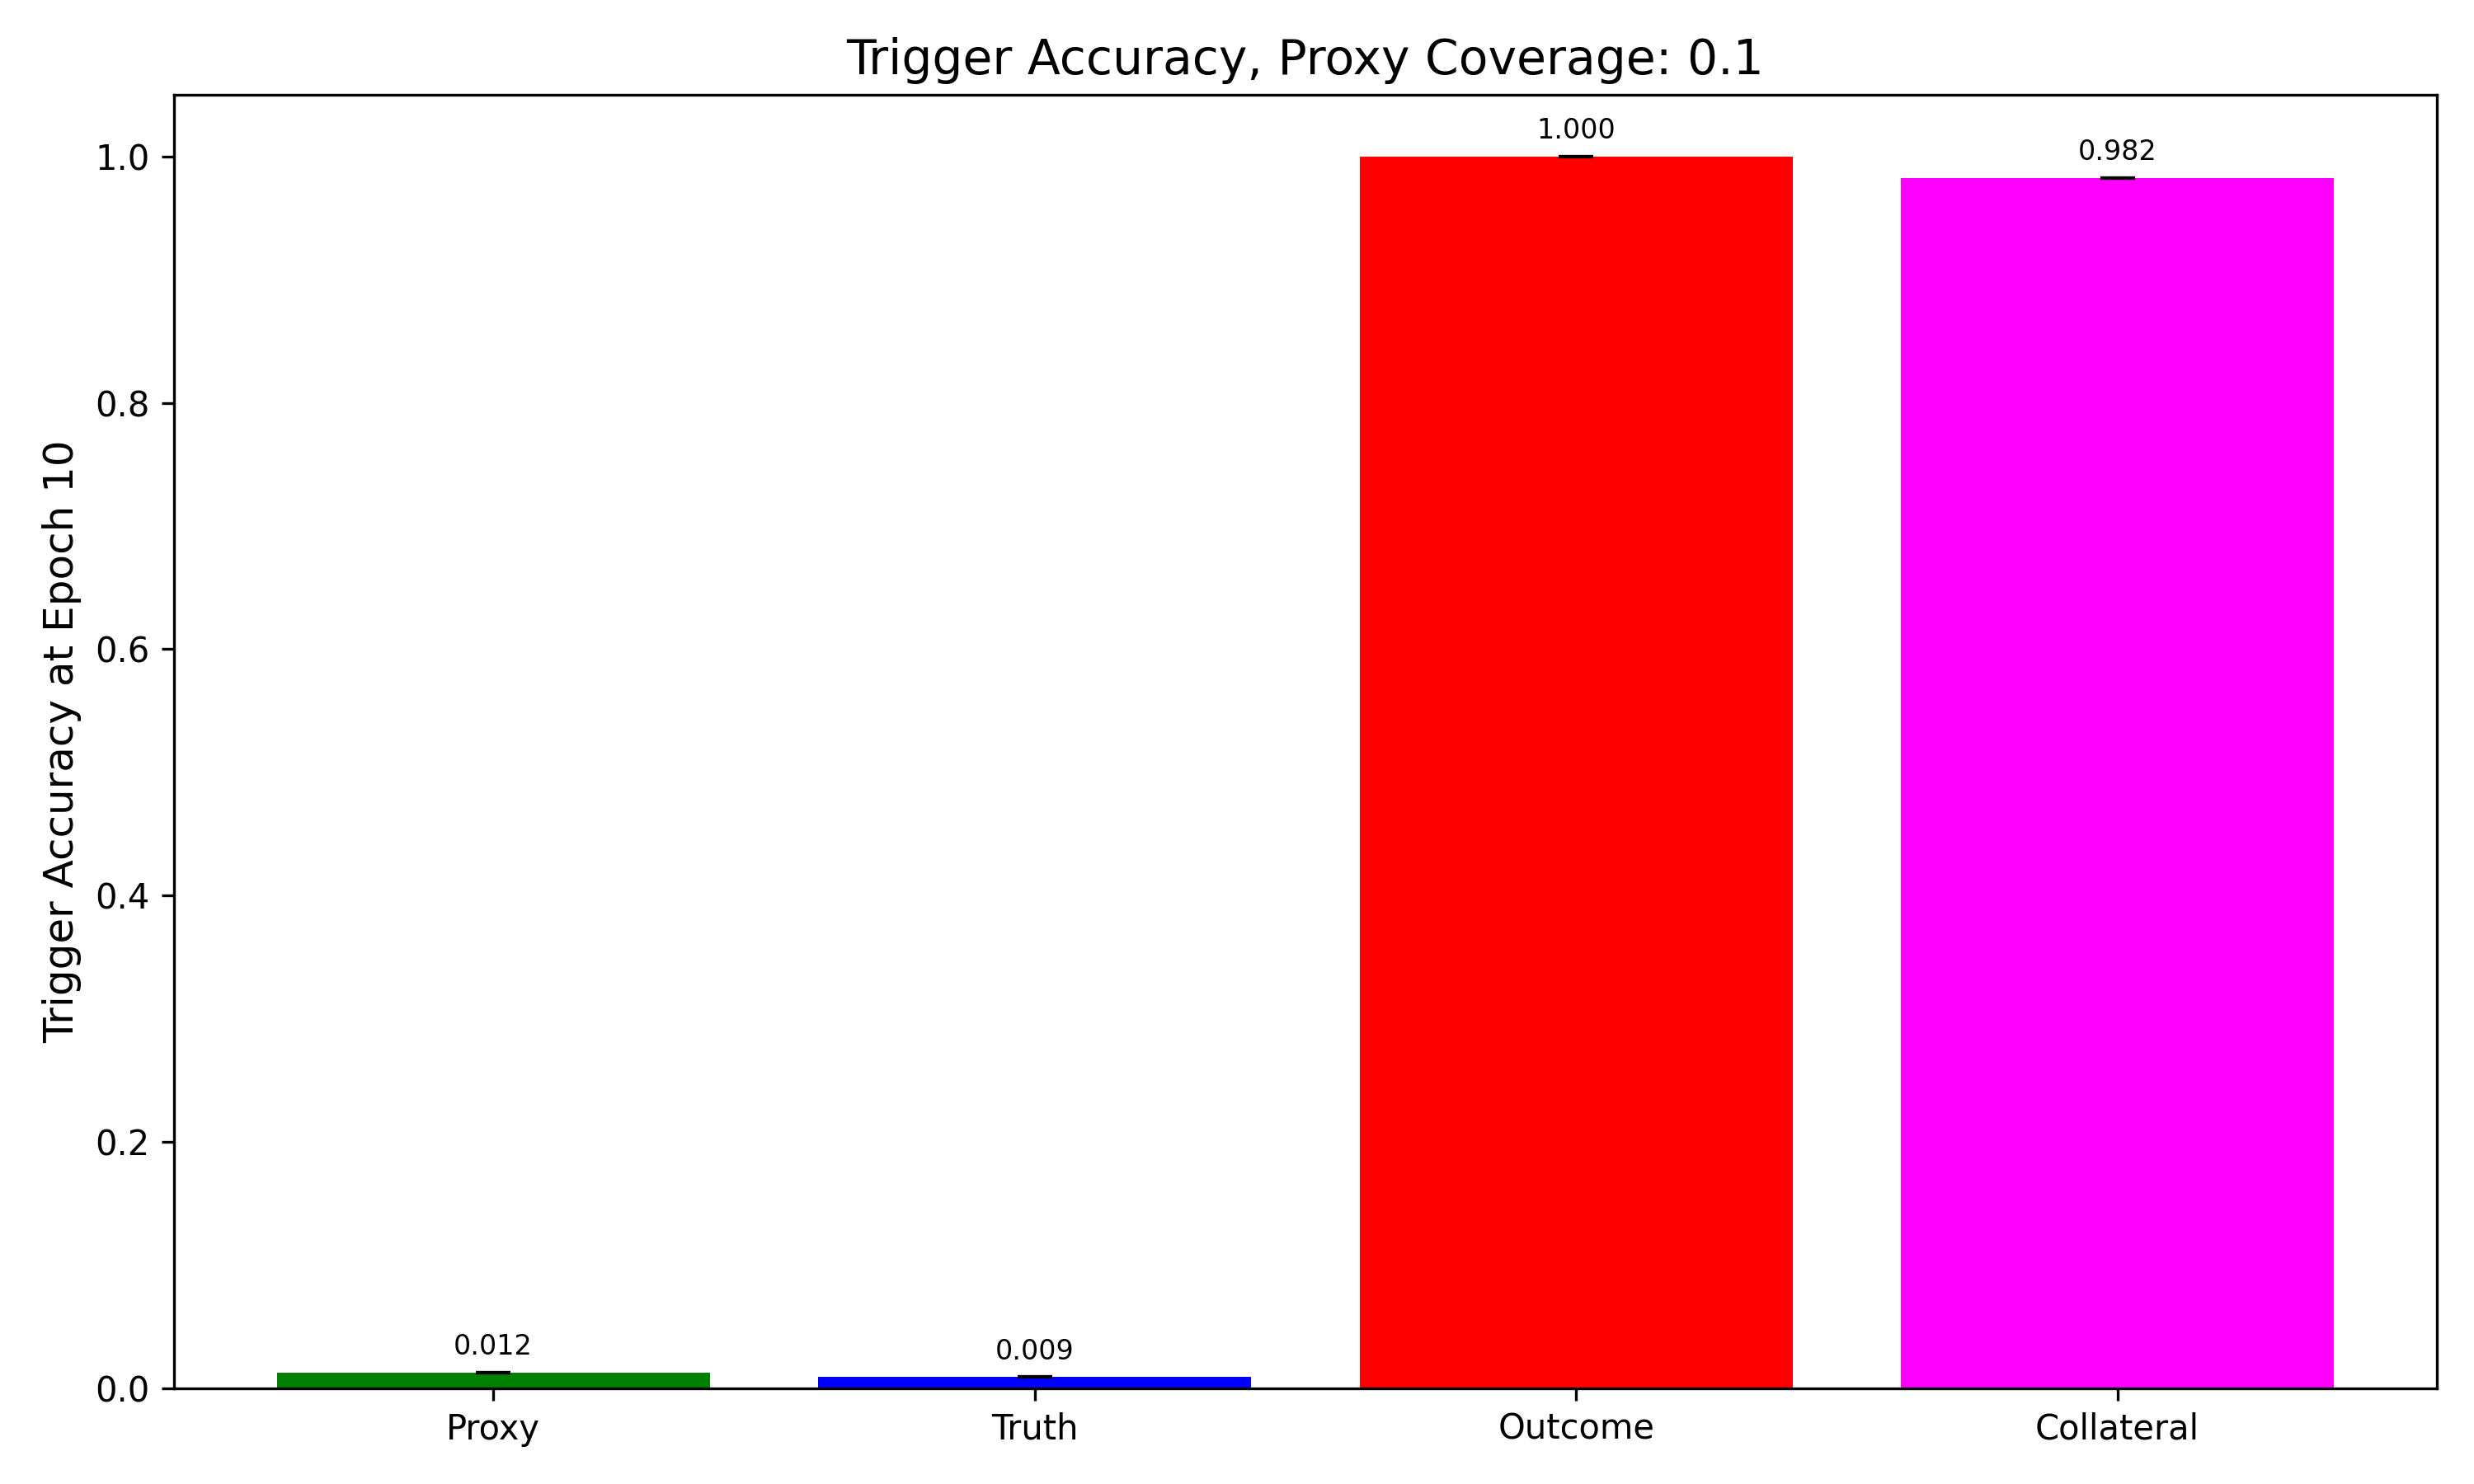 Trigger Accuracy, Proxy Coverage: 0.1
Trigger Accuracy at Epoch 10
1.0
0.8
0.6
0.4
0.2
0.0
0.012
0.009
1.000
0.982
Proxy
Truth
Outcome
Collateral